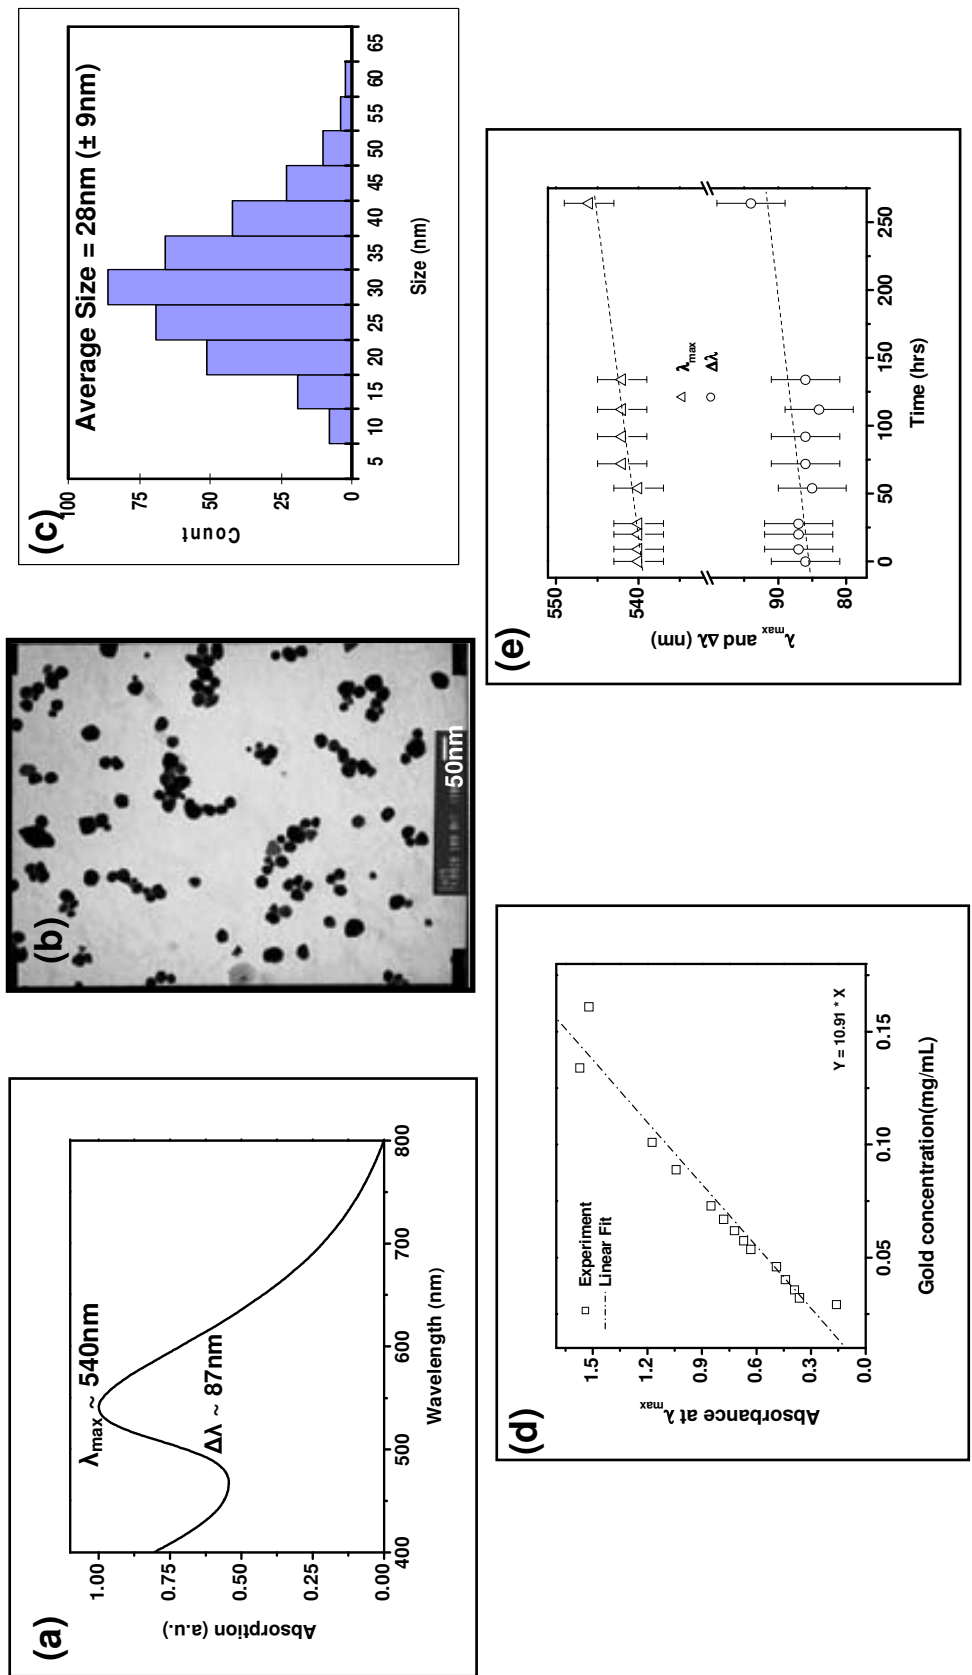 (a)
λmax ~ 540nm
Δλ ~ 87nm
1.00
0.75
0.50
0.25
0.00
400
500
600
700
800
Absorption (a.u.)
Wavelength (nm)
(b)
50nm
(c)
Average Size = 28nm (± 9nm)
100
75
50
25
0
5
10
15
20
25
30
35
40
45
50
55
60
65
Count
Size (nm)
(d)
Experiment
Linear Fit
1.5
1.2
0.9
0.6
0.3
0.0
0.05
0.10
0.15
Y = 10.91 * X
Absorbance at λmax
Gold concentration(mg/mL)
(e)
550
540
90
80
λmax
Δλ
0
50
100
150
200
250
λmax and Δλ (nm)
Time (hrs)